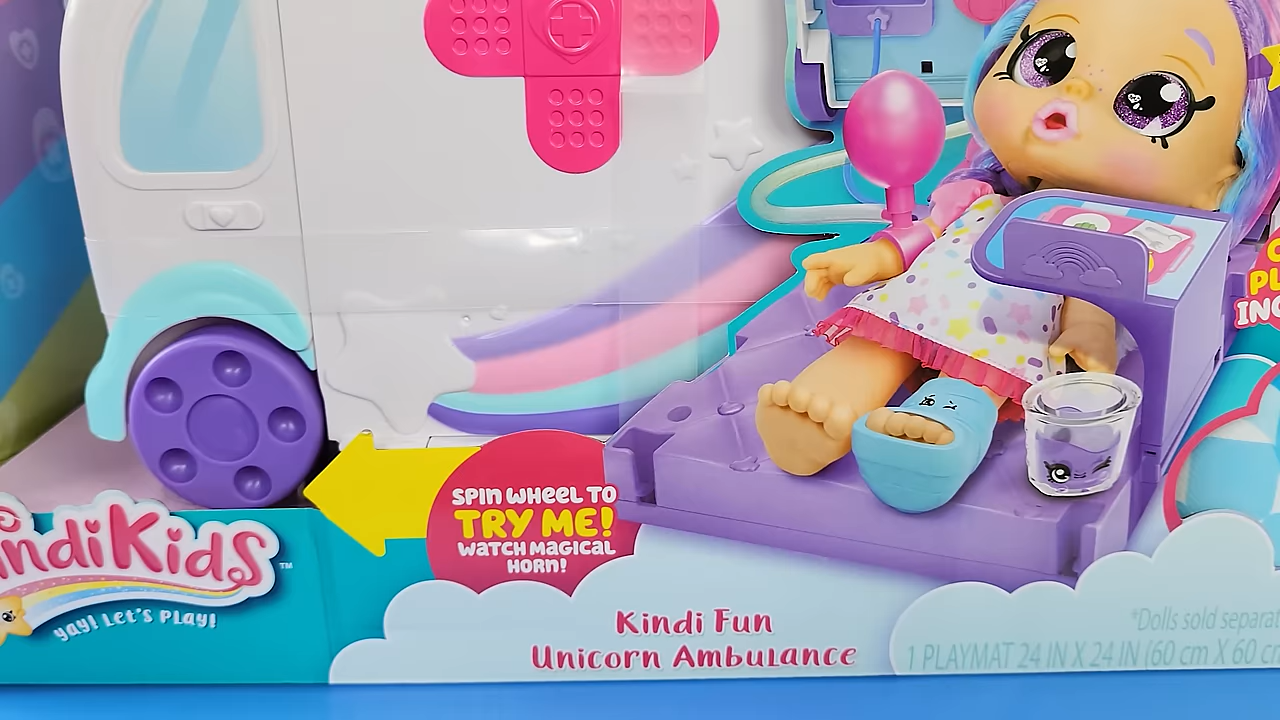 SPIN WHEEL TO
TRY ME!
WATCH MAGICAL
HORN!
indiKids™
yay! Let's Play!
Kindi Fun
Unicorn Ambulance
*Dolls sold separat
1 PLAYMAT 24 IN X 24 IN (60 cm X 60 c